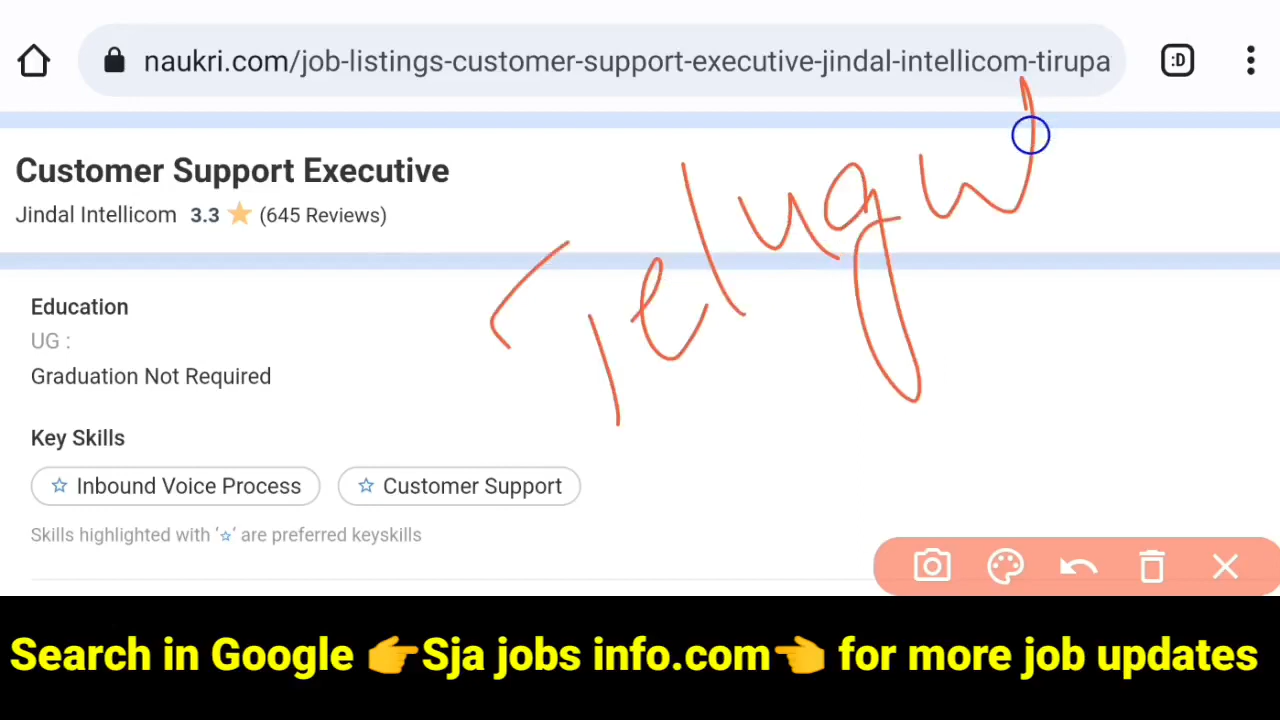 naukri.com/job-listings-customer-support-executive-jindal-intellicom-tirupa
:D
Customer Support Executive
Jindal Intellicom 3.3 ⭐ (645 Reviews)
Telugu
Education
UG :
Graduation Not Required
Key Skills
☆ Inbound Voice Process ☆ Customer Support
Skills highlighted with ‘☆‘ are preferred keyskills
Search in Google 👉Sja jobs info.com👈 for more job updates